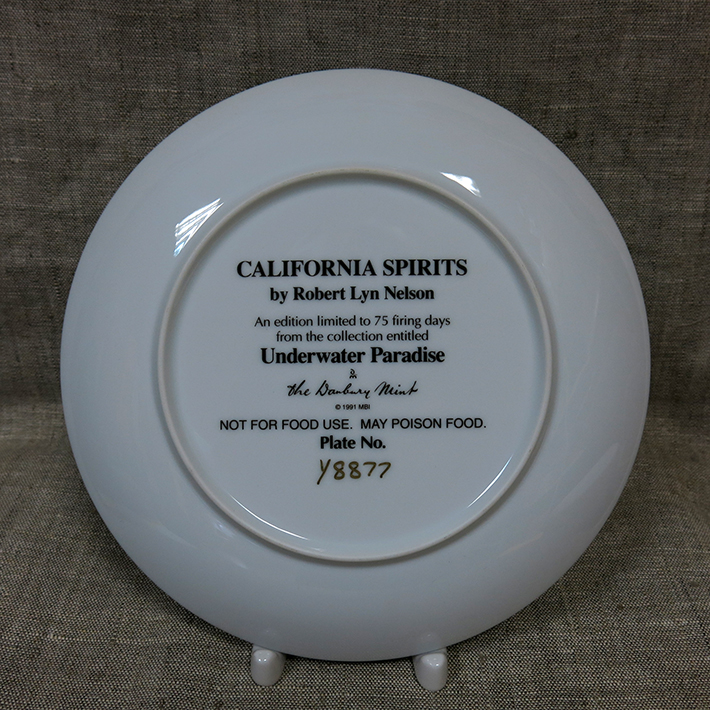 CALIFORNIA SPIRITS
by Robert Lyn Nelson
An edition limited to 75 firing days
from the collection entitled
Underwater Paradise
the Danbury Mint
© 1991 MBI
NOT FOR FOOD USE. MAY POISON FOOD.
Plate No.
Y8877